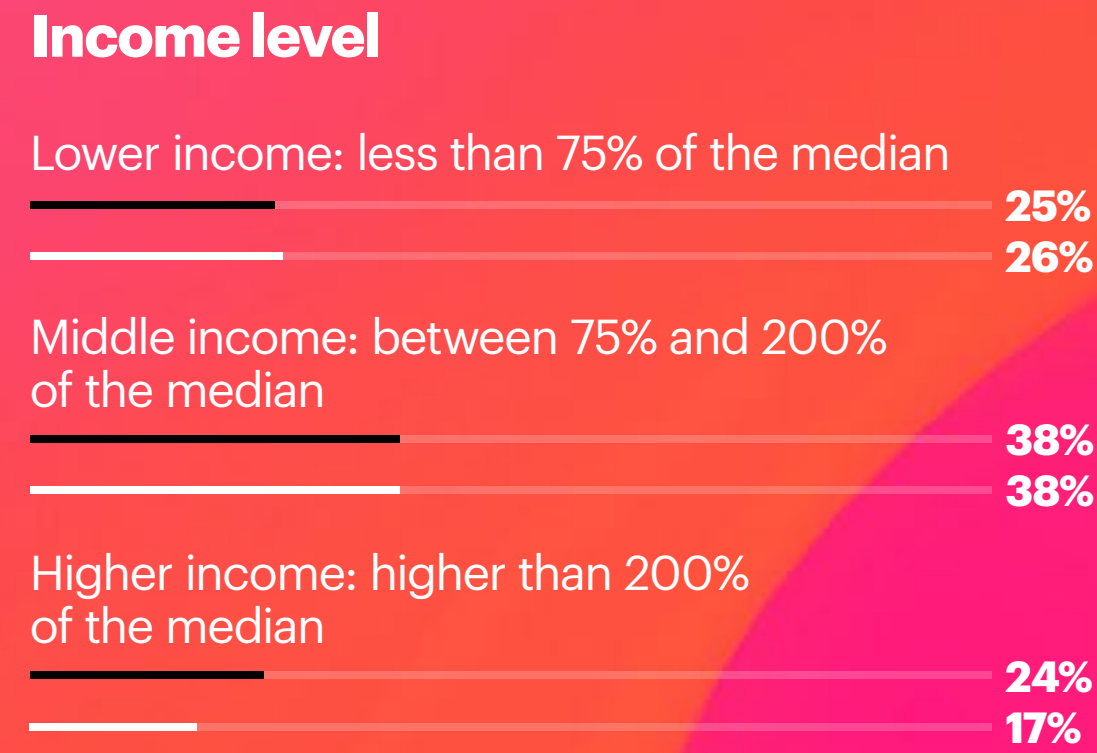 Income level
Lower income: less than 75% of the median
25%
26%
Middle income: between 75% and 200%
of the median
38%
38%
Higher income: higher than 200%
of the median
24%
17%